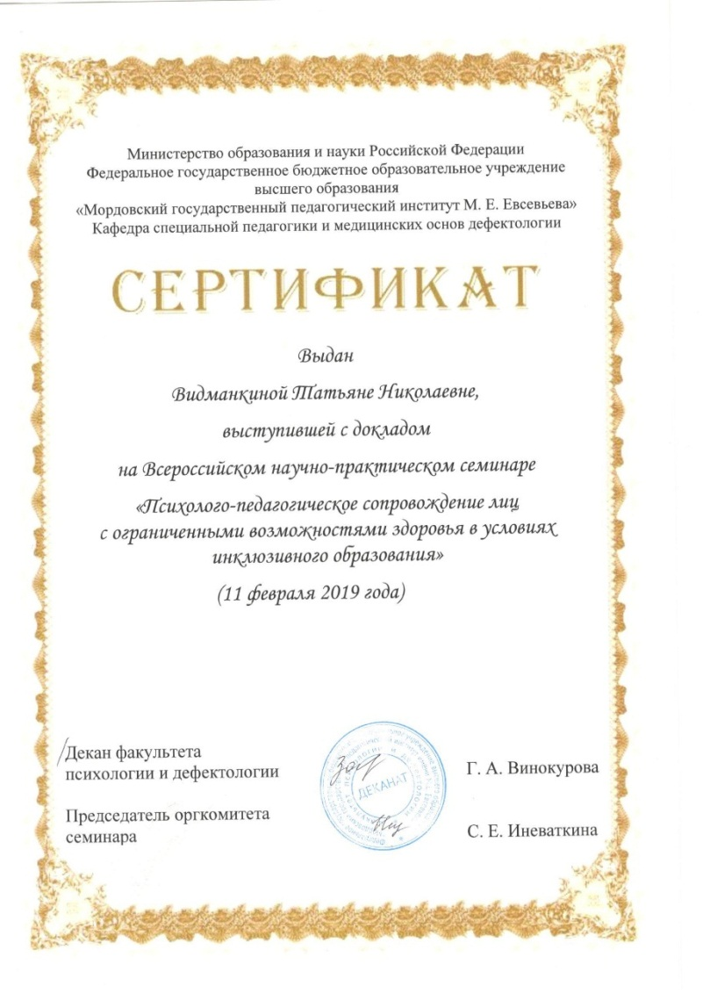 Министерство образования и науки Российской Федерации
Федеральное государственное бюджетное образовательное учреждение
высшего образования
«Мордовский государственный педагогический институт М. Е. Евсевьева»
Кафедра специальной педагогики и медицинских основ дефектологии
СЕРТИФИКАТ
Выдан
Видманкиной Татьяне Николаевне,
выступившей с докладом
на Всероссийском научно-практическом семинаре
«Психолого-педагогическое сопровождение лиц
с ограниченными возможностями здоровья в условиях
инклюзивного образования»
(11 февраля 2019 года)
Декан факультета
психологии и дефектологии
Г. А. Винокурова
ДЕКАНАТ
Председатель оргкомитета
семинара
С. Е. Иневаткина